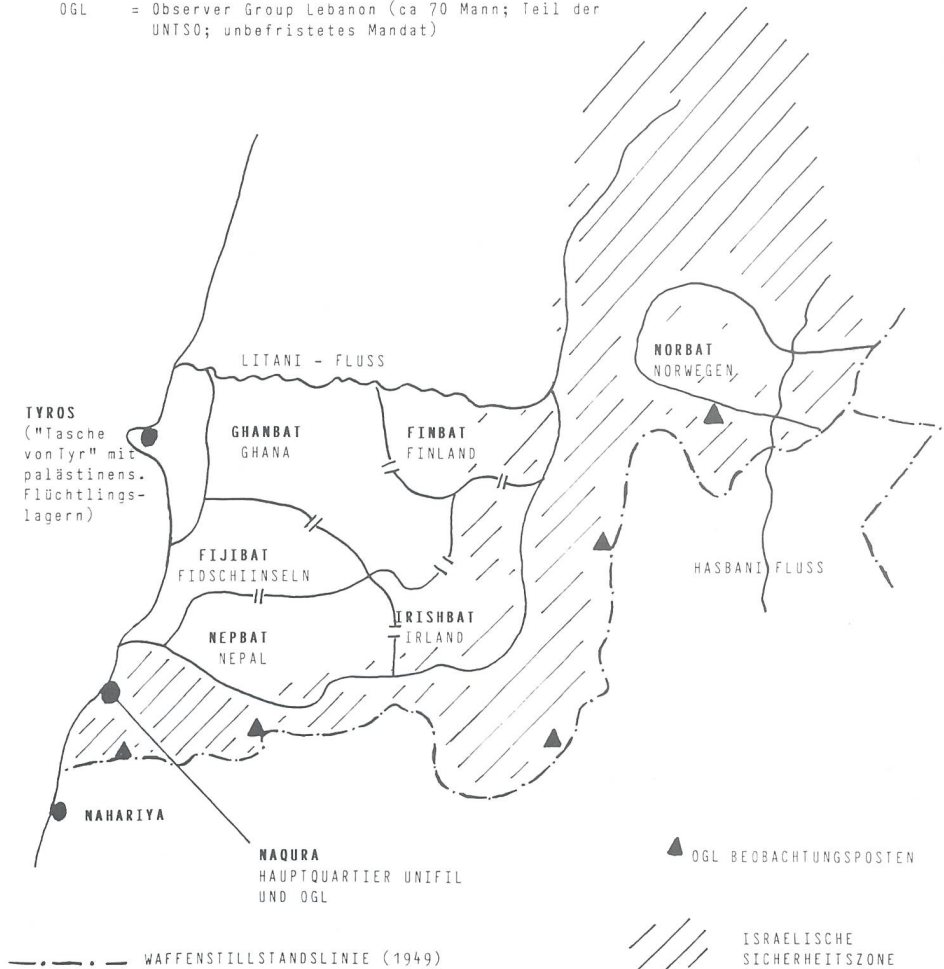 OGL = Observer Group Lebanon (ca 70 Mann; Teil der
UNTSO; unbefristetes Mandat)
LITANI - FLUSS
NORBAT
NORWEGEN
TYROS
("Tasche
von Tyr" mit
palästinens.
Flüchtlings-
lagern)
GHANBAT
GHANA
FINBAT
FINLAND
FIJIBAT
FIDSCHIINSELN
HASBANI FLUSS
IRISHBAT
IRLAND
NEPBAT
NEPAL
NAHARIYA
NAQURA
HAUPTQUARTIER UNIFIL
UND OGL
OGL BEOBACHTUNGSPOSTEN
WAFFENSTILLSTANDSLINIE (1949)
ISRAELISCHE
SICHERHEITSZONE